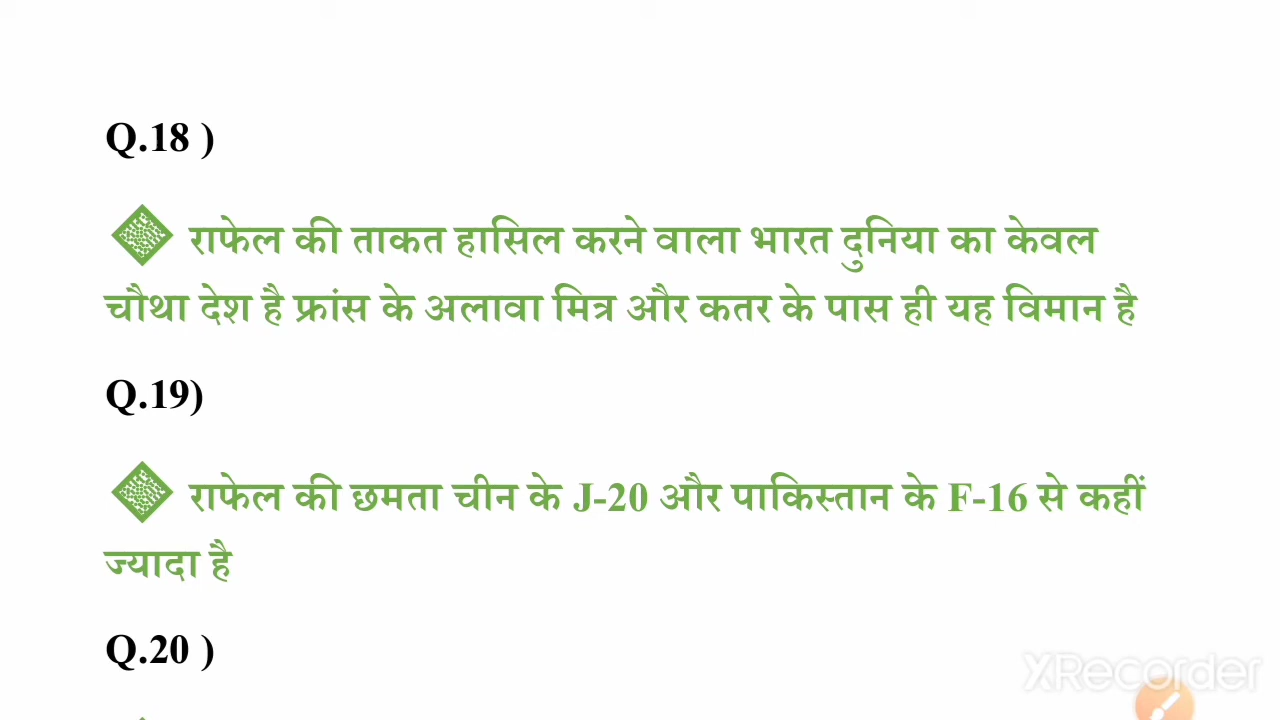 Q.18 )
राफेल की ताकत हासिल करने वाला भारत दुनिया का केवल
चौथा देश है फ्रांस के अलावा मित्र और कतर के पास ही यह विमान है
Q.19)
राफेल की छमता चीन के J-20 और पाकिस्तान के F-16 से कहीं
ज्यादा है
Q.20 )
XRecorder